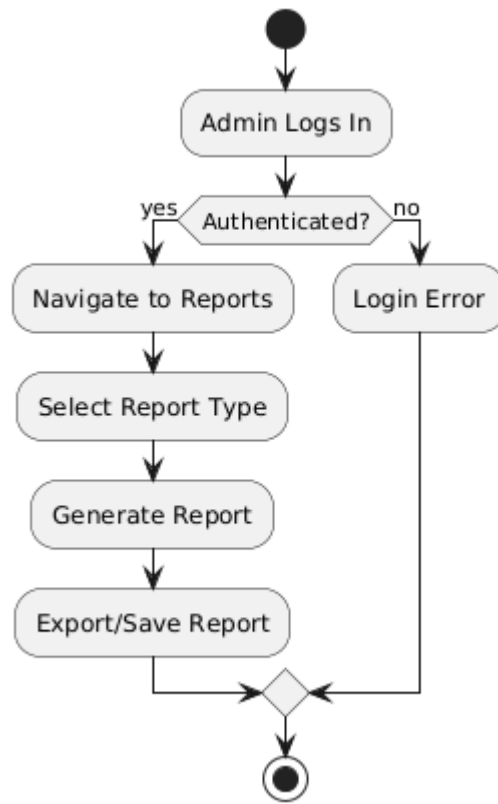 Admin Logs In
yes
Authenticated?
no
Navigate to Reports
Login Error
Select Report Type
Generate Report
Export/Save Report